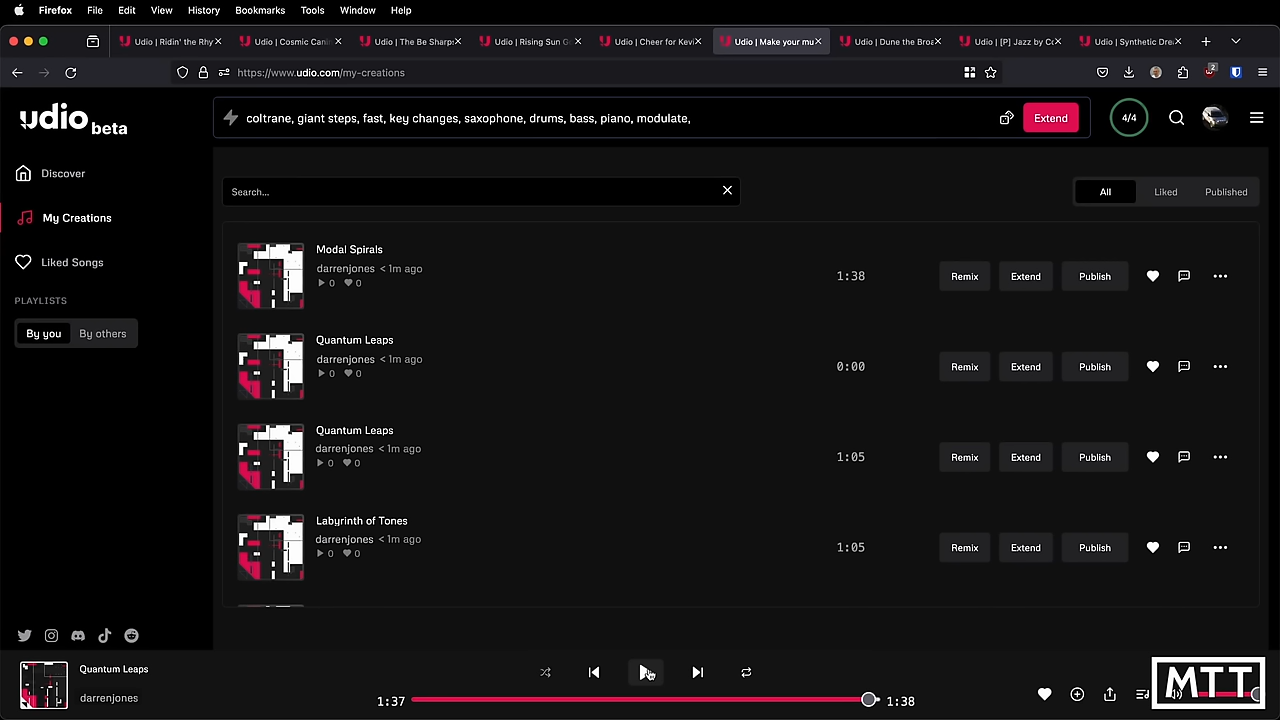 Firefox File Edit View History Bookmarks Tools Window Help
Udio | Ridin' the Rhy
Udio | Cosmic Cani
Udio | The Be Sharps
Udio | Rising Sun G
Udio | Cheer for Kevi
Udio | Make your mu
Udio | Dune the Broa
Udio | [P] Jazz by C
Udio | Synthetic Dre
https://www.udio.com/my-creations
2
udio beta
coltrane, giant steps, fast, key changes, saxophone, drums, bass, piano, modulate,
Extend
4/4
Discover
My Creations
Liked Songs
PLAYLISTS
By you By others
Search...
All Liked Published
Modal Spirals
darrenjones <1m ago
0 0
1:38
Remix Extend Publish
Quantum Leaps
darrenjones <1m ago
0 0
0:00
Remix Extend Publish
Quantum Leaps
darrenjones <1m ago
0 0
1:05
Remix Extend Publish
Labyrinth of Tones
darrenjones <1m ago
0 0
1:05
Remix Extend Publish
Quantum Leaps
darrenjones
1:37
1:38
MTT